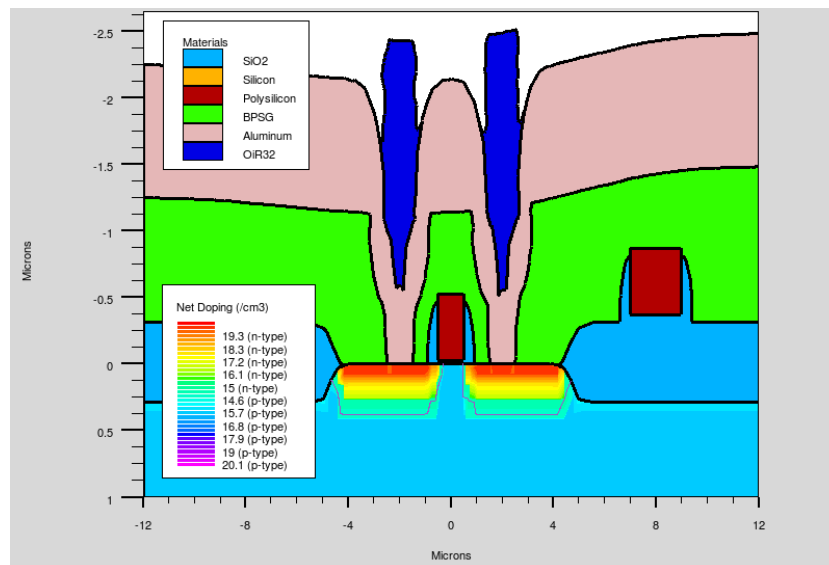 -2.5
-2
-1.5
-1
-0.5
0
0.5
1
Microns
Materials
SiO2
Silicon
Polysilicon
BPSG
Aluminum
OiR32
Net Doping (/cm3)
19.3 (n-type)
18.3 (n-type)
17.2 (n-type)
16.1 (n-type)
15 (n-type)
14.6 (p-type)
15.7 (p-type)
16.8 (p-type)
17.9 (p-type)
19 (p-type)
20.1 (p-type)
-12 -8 -4 0 4 8 12
Microns